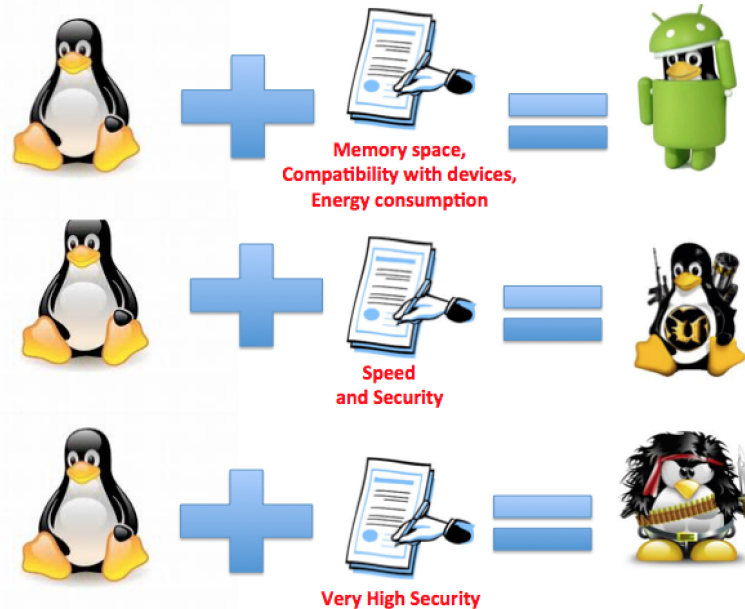 Memory space,
Compatibility with devices,
Energy consumption
Speed
and Security
Very High Security